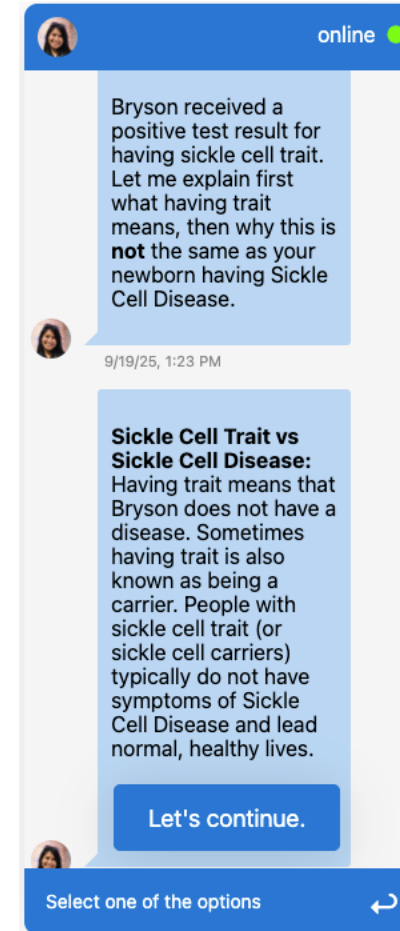 online
Bryson received a
positive test result for
having sickle cell trait.
Let me explain first
what having trait
means, then why this is
not the same as your
newborn having Sickle
Cell Disease.
9/19/25, 1:23 PM
Sickle Cell Trait vs
Sickle Cell Disease:
Having trait means that
Bryson does not have a
disease. Sometimes
having trait is also
known as being a
carrier. People with
sickle cell trait (or
sickle cell carriers)
typically do not have
symptoms of Sickle
Cell Disease and lead
normal, healthy lives.
Let's continue.
Select one of the options